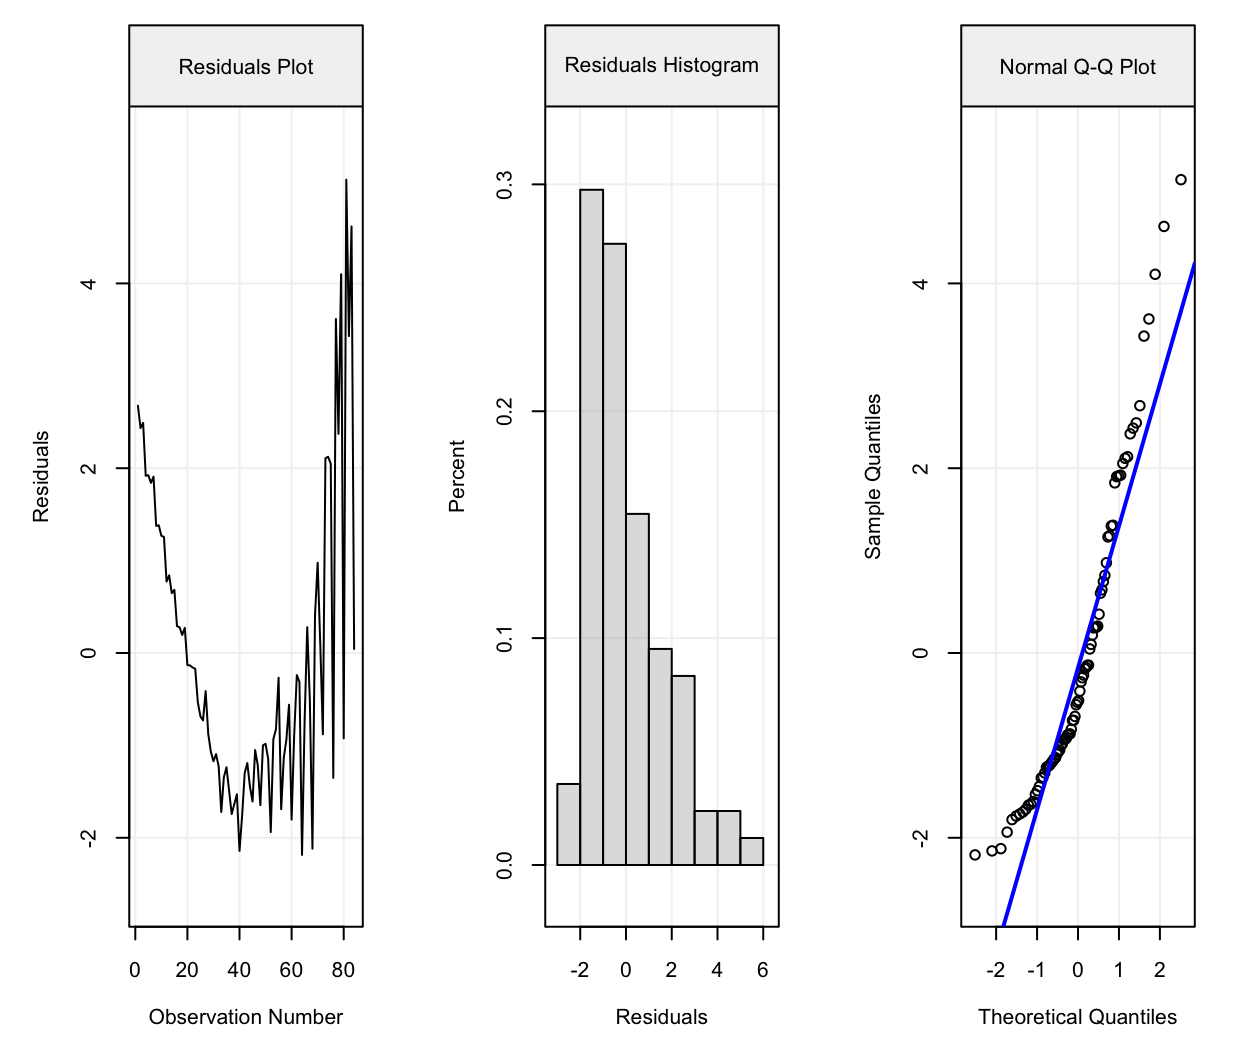 Residuals Plot
Residuals
4
2
0
-2
0 20 40 60 80
Observation Number
Residuals Histogram
Percent
0.3
0.2
0.1
0.0
-2 0 2 4 6
Residuals
Normal Q-Q Plot
Sample Quantiles
4
2
0
-2
-2 -1 0 1 2
Theoretical Quantiles